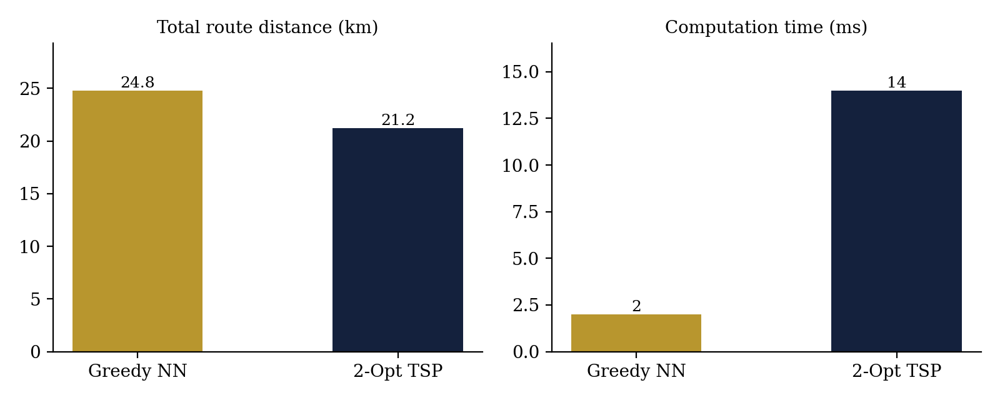 Total route distance (km)
25
20
15
10
5
0
24.8
21.2
Greedy NN
2-Opt TSP
Computation time (ms)
15.0
12.5
10.0
7.5
5.0
2.5
0.0
2
14
Greedy NN
2-Opt TSP